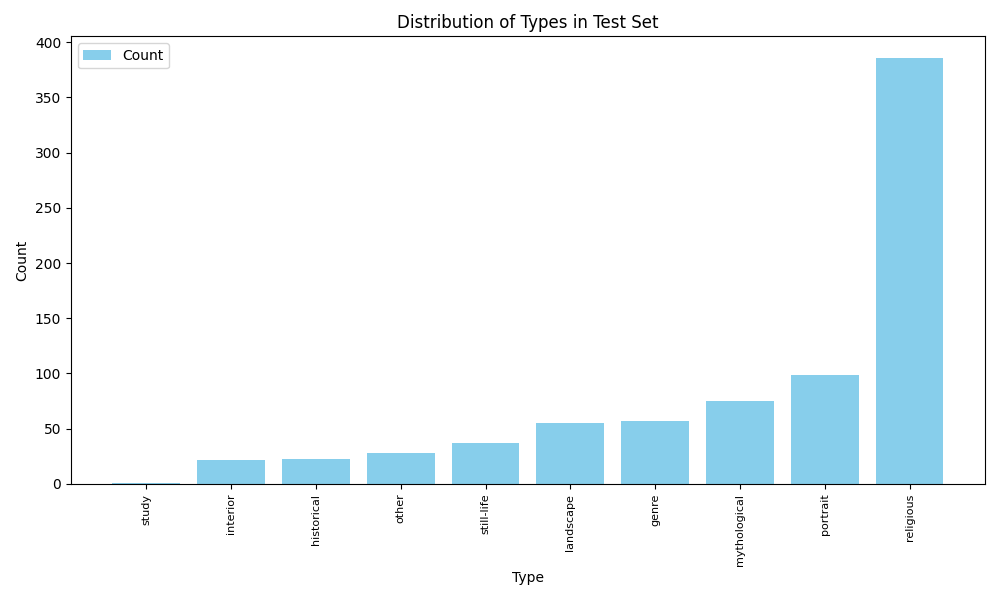 Distribution of Types in Test Set
Count
400
350
300
250
200
150
100
50
0
Count
study
interior
historical
other
still-life
landscape
genre
mythological
portrait
religious
Type